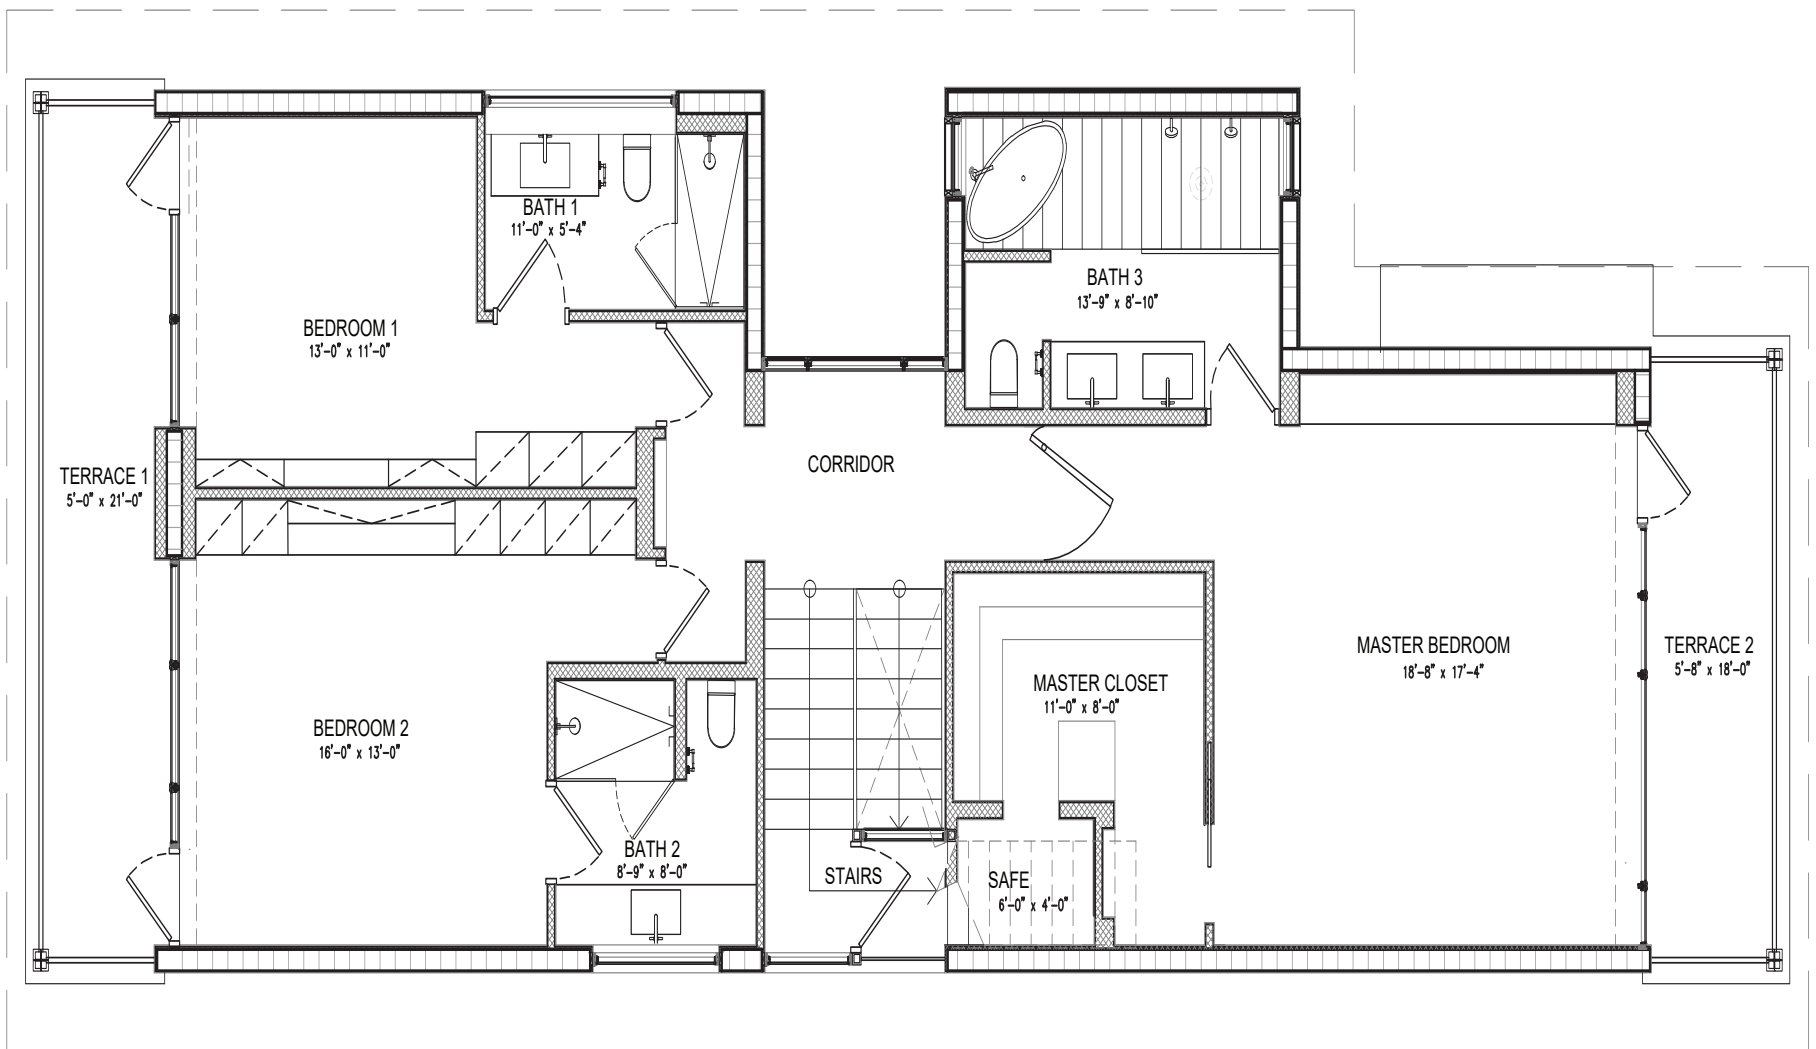 BATH 1
11'-0" x 5'-4"
BATH 3
13'-9" x 8'-10"
BEDROOM 1
13'-0" x 11'-0"
CORRIDOR
TERRACE 1
5'-0" x 21'-0"
MASTER BEDROOM
18'-8" x 17'-4"
TERRACE 2
5'-8" x 18'-0"
MASTER CLOSET
11'-0" x 8'-0"
BEDROOM 2
16'-0" x 13'-0"
BATH 2
8'-9" x 8'-0"
STAIRS
SAFE
6'-0" x 4'-0"